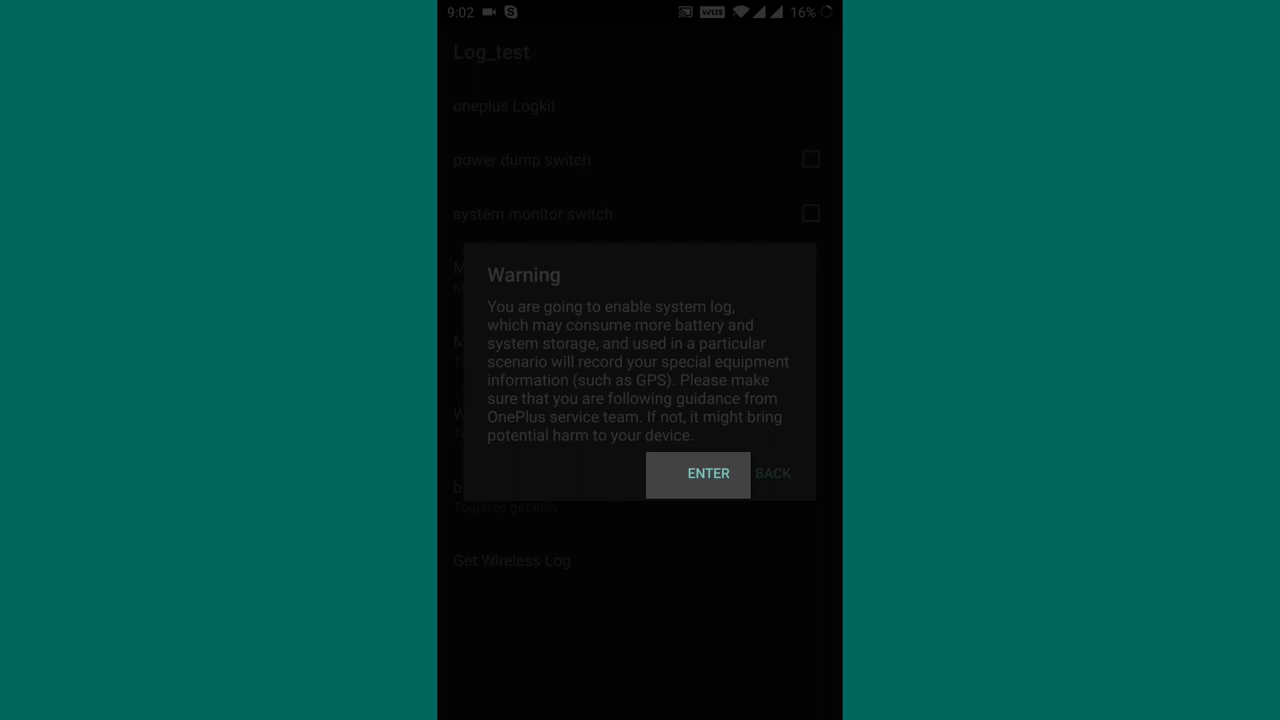 9:02 VoLTE 16%
Log_test
oneplus Logkit
power dump switch
system monitor switch
Warning
You are going to enable system log,
which may consume more battery and
system storage, and used in a particular
scenario will record your special equipment
information (such as GPS). Please make
sure that you are following guidance from
OnePlus service team. If not, it might bring
potential harm to your device.
ENTER BACK
Touch to get info
Get Wireless Log